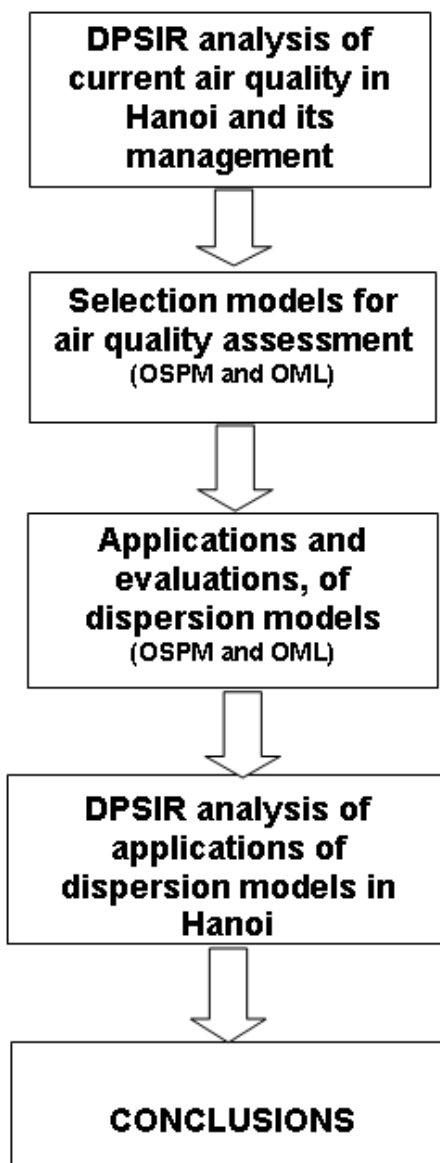 DPSIR analysis of
current air quality in
Hanoi and its
management
Selection models for
air quality assessment
(OSPM and OML)
Applications and
evaluations, of
dispersion models
(OSPM and OML)
DPSIR analysis of
applications of
dispersion models in
Hanoi
CONCLUSIONS